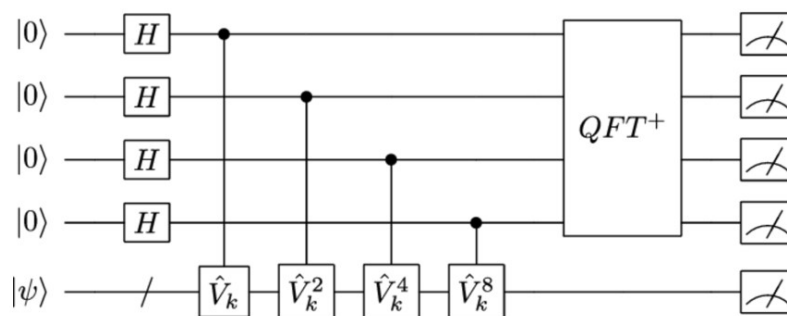 |0⟩ H
|0⟩ H
QFT⁺
|0⟩ H
|0⟩ H
|ψ⟩ V̂ₖ V̂ₖ² V̂ₖ⁴ V̂ₖ⁸